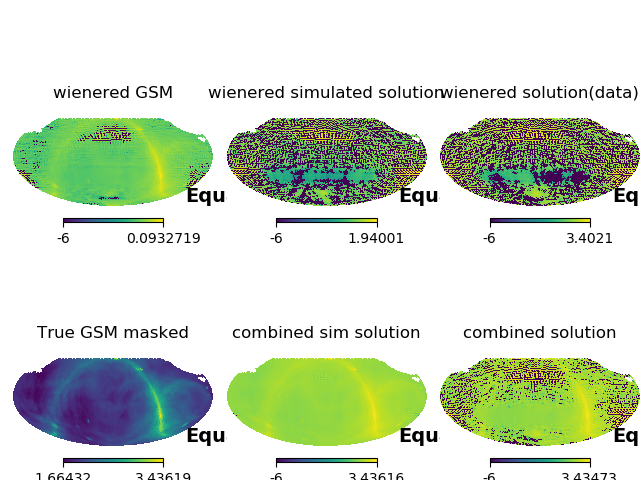 wienered GSM
wienered simulated solution
wienered solution(data)
Equ
Equ
Eq
-6
0.0932719
-6
1.94001
-6
3.4021
True GSM masked
combined sim solution
combined solution
Equ
Equ
Eq
1.66432
3.43619
-6
3.43616
-6
3.43473